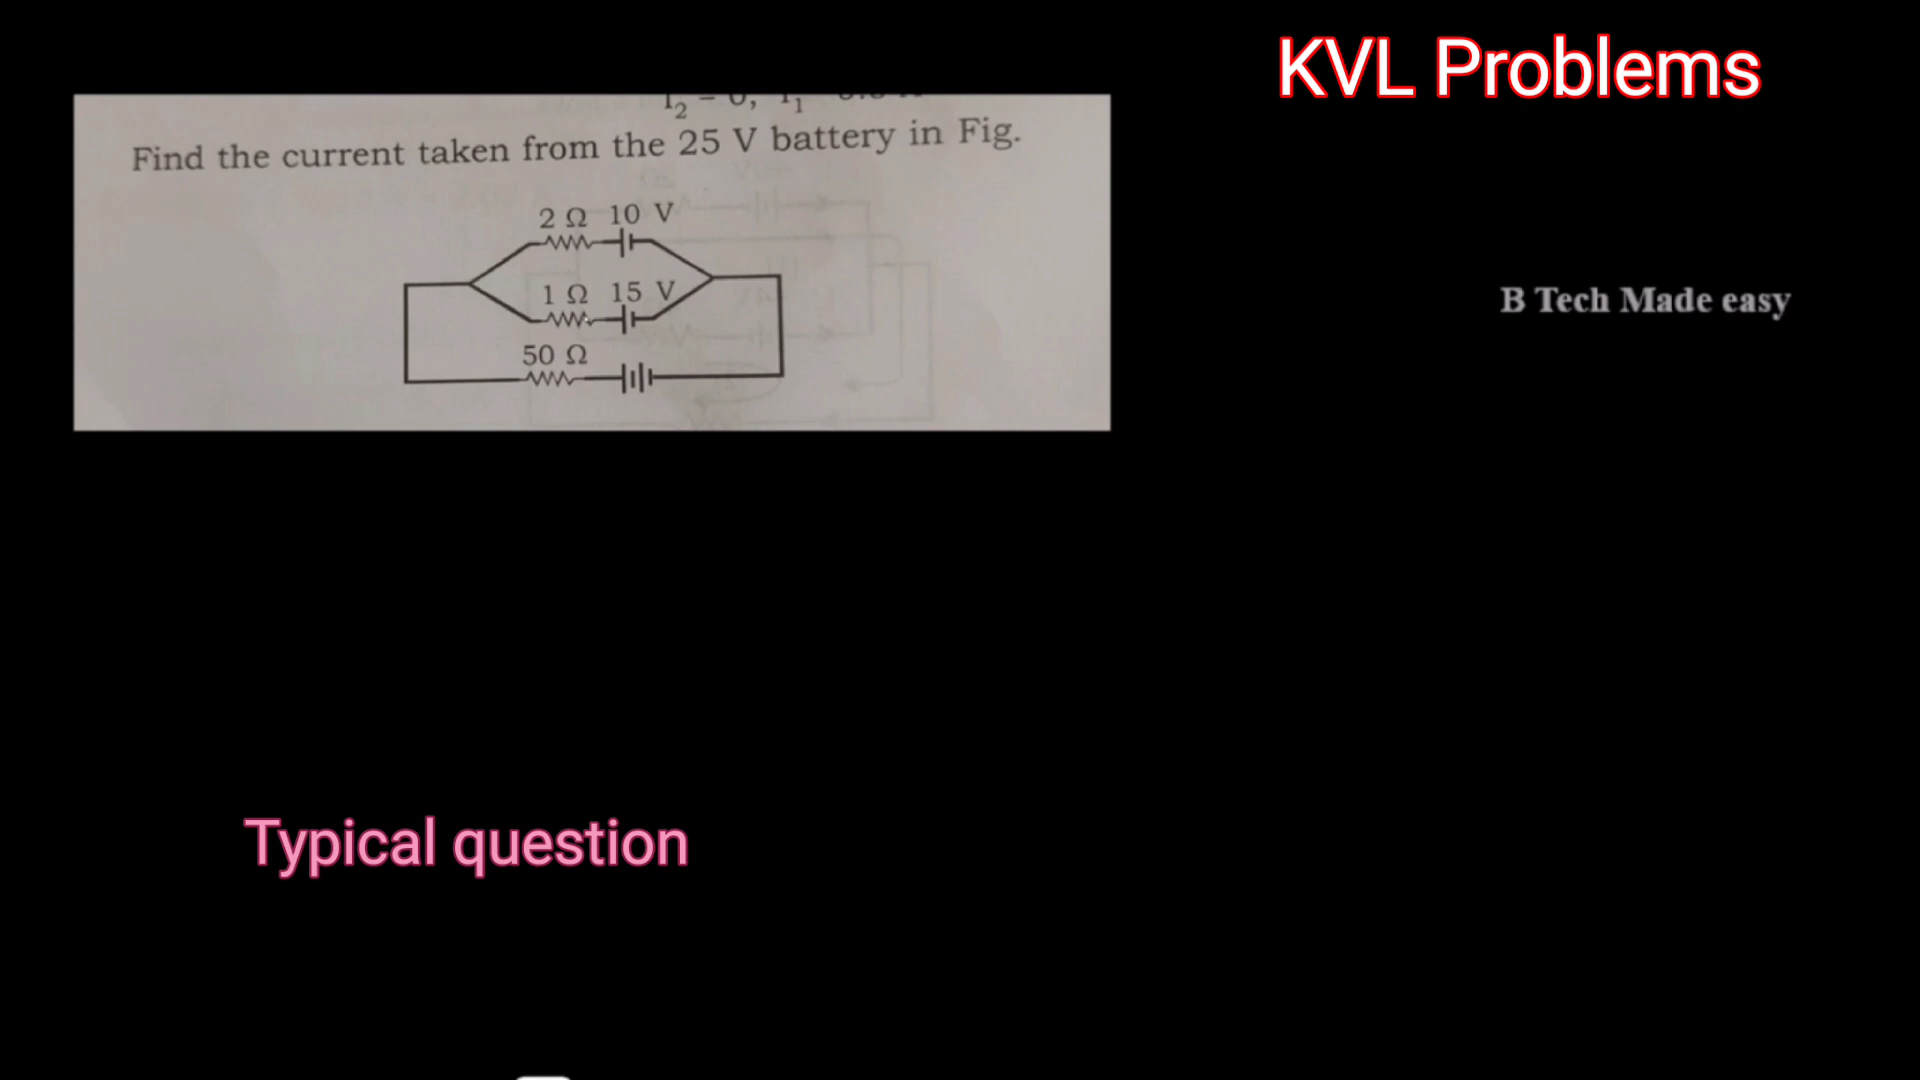 KVL Problems
Find the current taken from the 25 V battery in Fig.
2 Ω 10 V
1 Ω 15 V
50 Ω
B Tech Made easy
Typical question